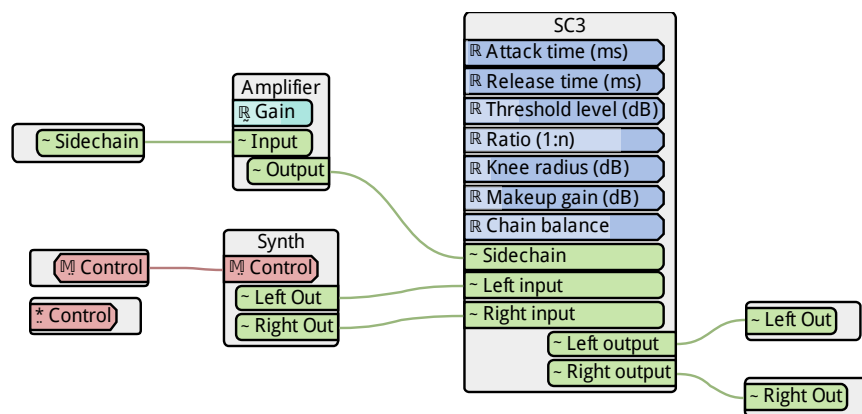 SC3
ℝ Attack time (ms)
ℝ Release time (ms)
ℝ Threshold level (dB)
ℝ Ratio (1:n)
ℝ Knee radius (dB)
ℝ Makeup gain (dB)
ℝ Chain balance
~ Sidechain
~ Left input
~ Right input
~ Left output
~ Right output
Amplifier
ℝ Gain
~ Input
~ Output
~ Sidechain
Synth
𝕄 Control
~ Left Out
~ Right Out
𝕄 Control
* Control
~ Left Out
~ Right Out